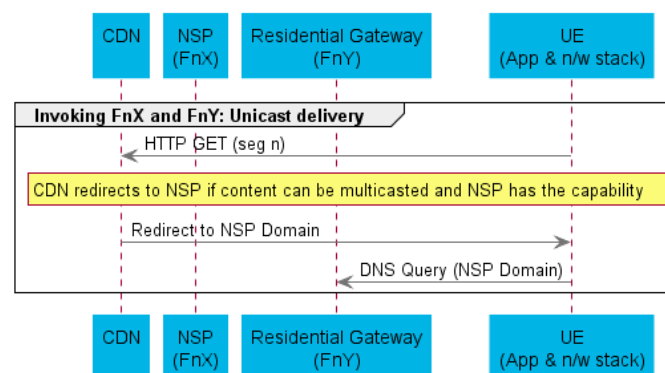 CDN
NSP
(FnX)
Residential Gateway
(FnY)
UE
(App & n/w stack)
Invoking FnX and FnY: Unicast delivery
HTTP GET (seg n)
CDN redirects to NSP if content can be multicasted and NSP has the capability
Redirect to NSP Domain
DNS Query (NSP Domain)
CDN
NSP
(FnX)
Residential Gateway
(FnY)
UE
(App & n/w stack)